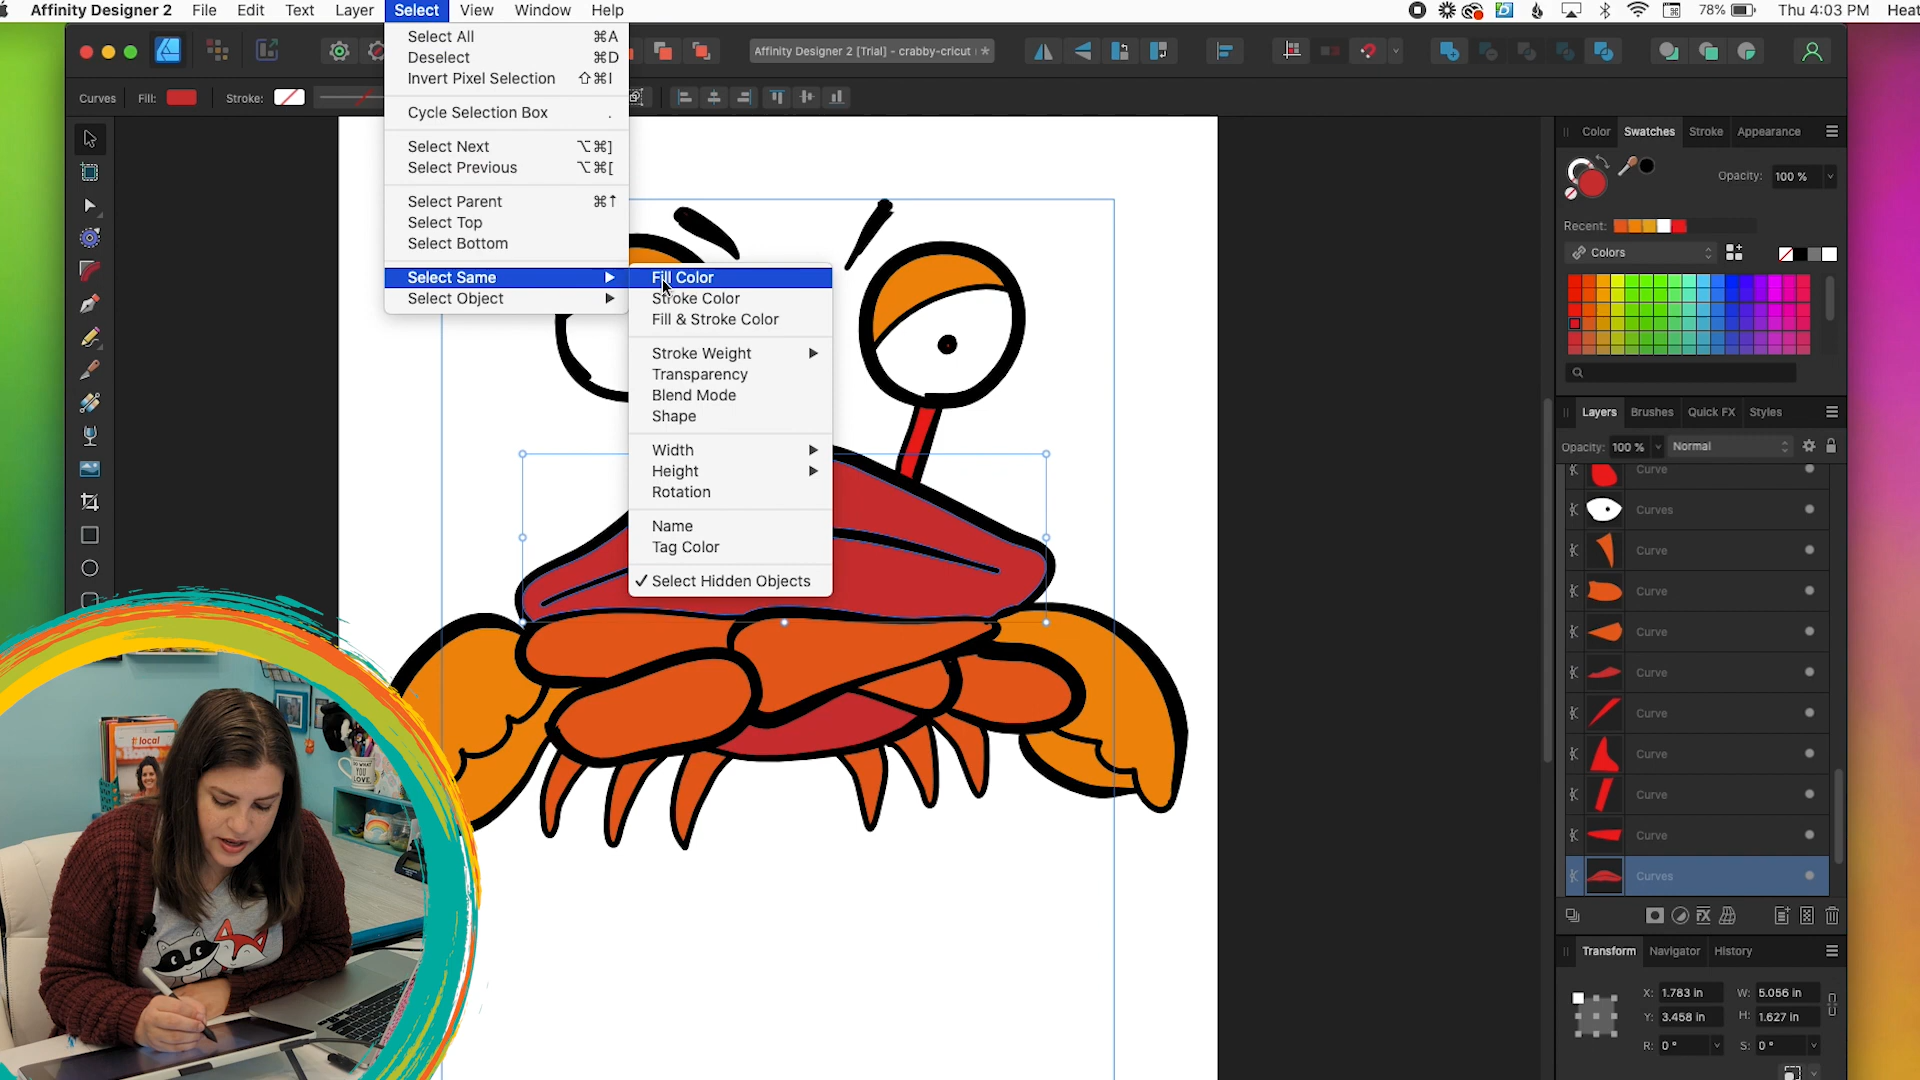 Affinity Designer 2 File Edit Text Layer Select View Window Help 78% Thu 4:03 PM Heat
Affinity Designer 2 [Trial] - crabby-cricut *
Curves Fill: Stroke:
Select All ⌘A
Deselect ⌘D
Invert Pixel Selection ⇧⌘I
Cycle Selection Box .
Select Next ⌥⌘]
Select Previous ⌥⌘[
Select Parent ⌘↑
Select Top
Select Bottom
Select Same
Select Object
Fill Color
Stroke Color
Fill & Stroke Color
Stroke Weight
Transparency
Blend Mode
Shape
Width
Height
Rotation
Name
Tag Color
✓ Select Hidden Objects
Color Swatches Stroke Appearance
Opacity: 100 %
Recent:
Colors
Layers Brushes Quick FX Styles
Opacity: 100 % Normal
Curve
Curves
Curve
Curve
Curve
Curve
Curve
Curve
Curve
Curve
Curves
Transform Navigator History
X: 1.783 in W: 5.056 in
Y: 3.458 in H: 1.627 in
R: 0 ° S: 0 °
local
DO WHAT
YOU
LOVE